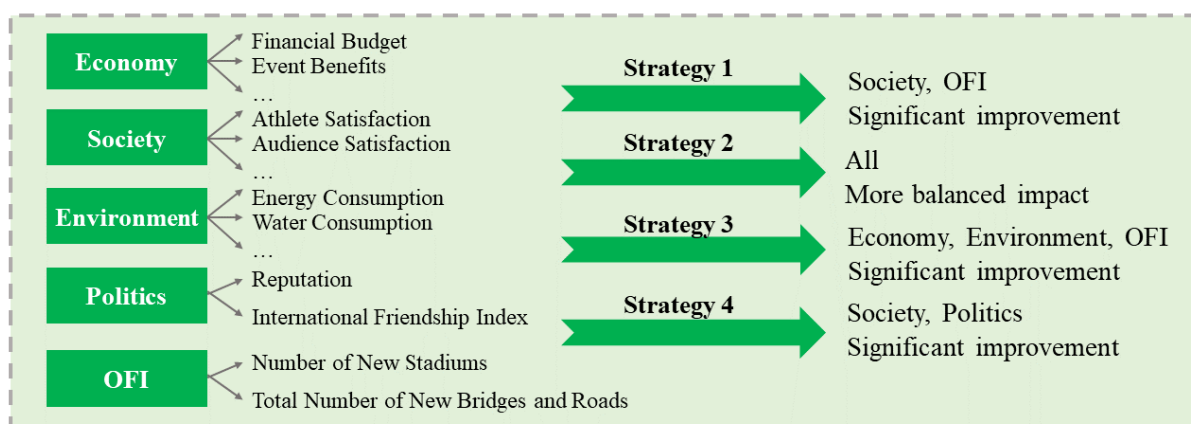 Economy
Financial Budget
Event Benefits
…
Society
Athlete Satisfaction
Audience Satisfaction
…
Environment
Energy Consumption
Water Consumption
…
Politics
Reputation
International Friendship Index
OFI
Number of New Stadiums
Total Number of New Bridges and Roads
Strategy 1
Society, OFI
Significant improvement
Strategy 2
All
More balanced impact
Strategy 3
Economy, Environment, OFI
Significant improvement
Strategy 4
Society, Politics
Significant improvement